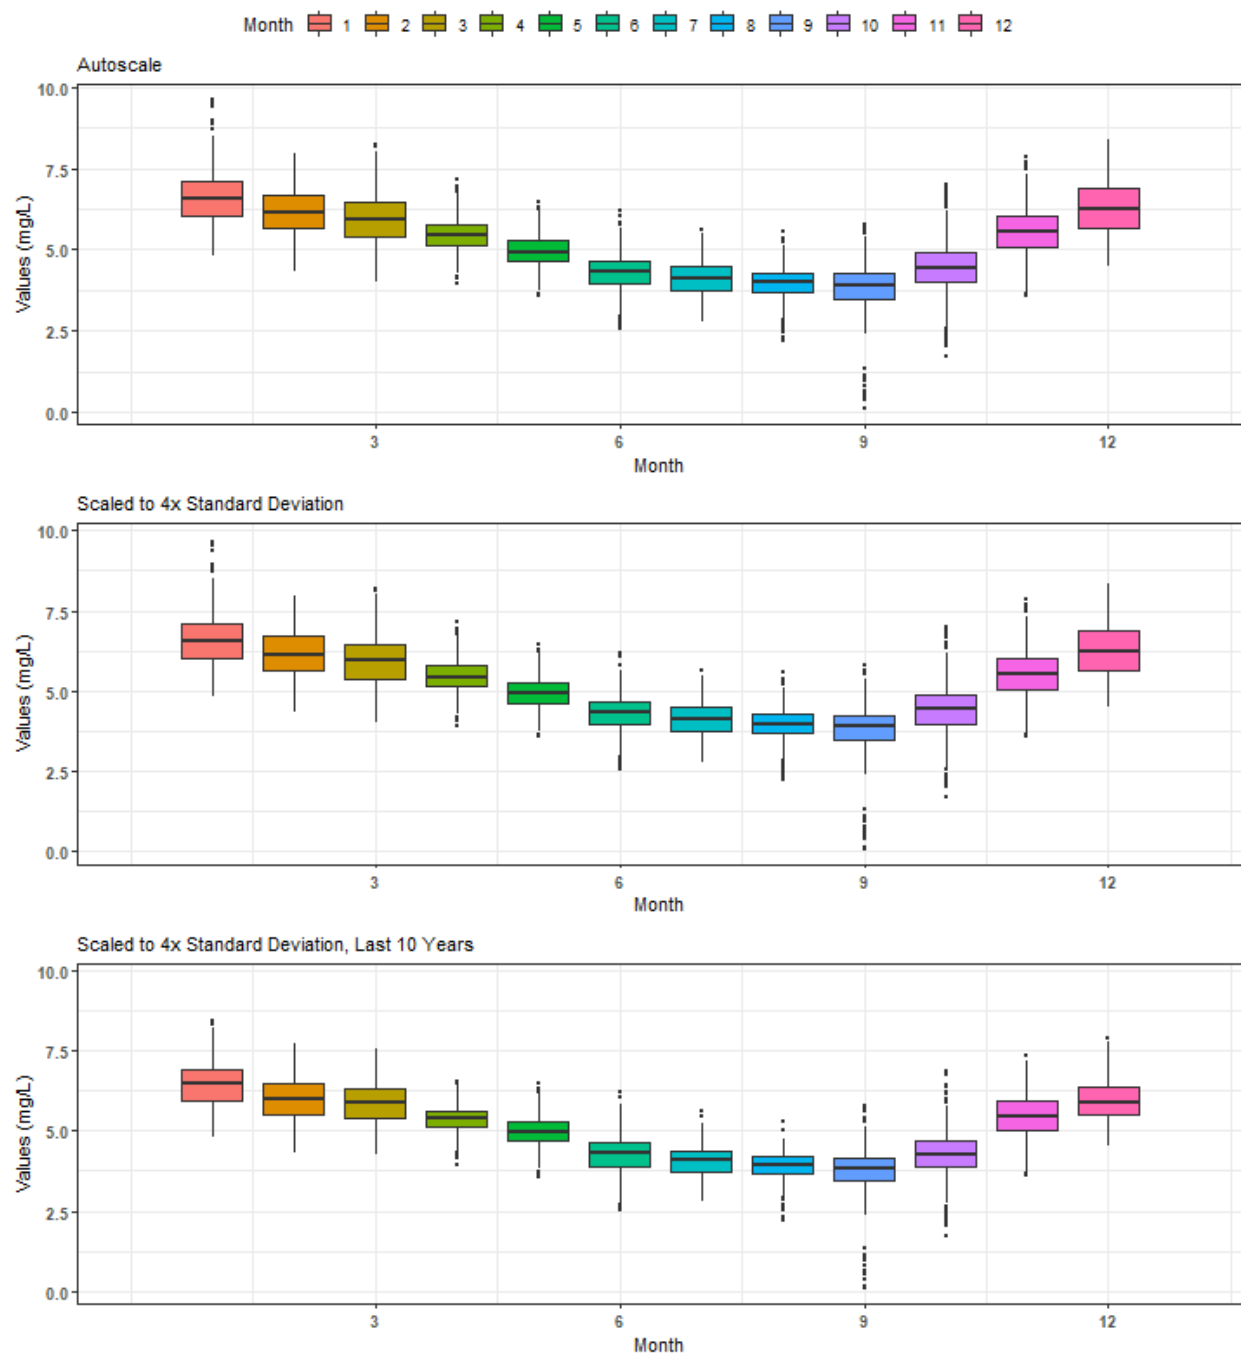 Month 1 2 3 4 5 6 7 8 9 10 11 12
Autoscale
Values (mg/L)
10.0
7.5
5.0
2.5
0.0
3 6 9 12
Month
Scaled to 4x Standard Deviation
Values (mg/L)
10.0
7.5
5.0
2.5
0.0
3 6 9 12
Month
Scaled to 4x Standard Deviation, Last 10 Years
Values (mg/L)
10.0
7.5
5.0
2.5
0.0
3 6 9 12
Month